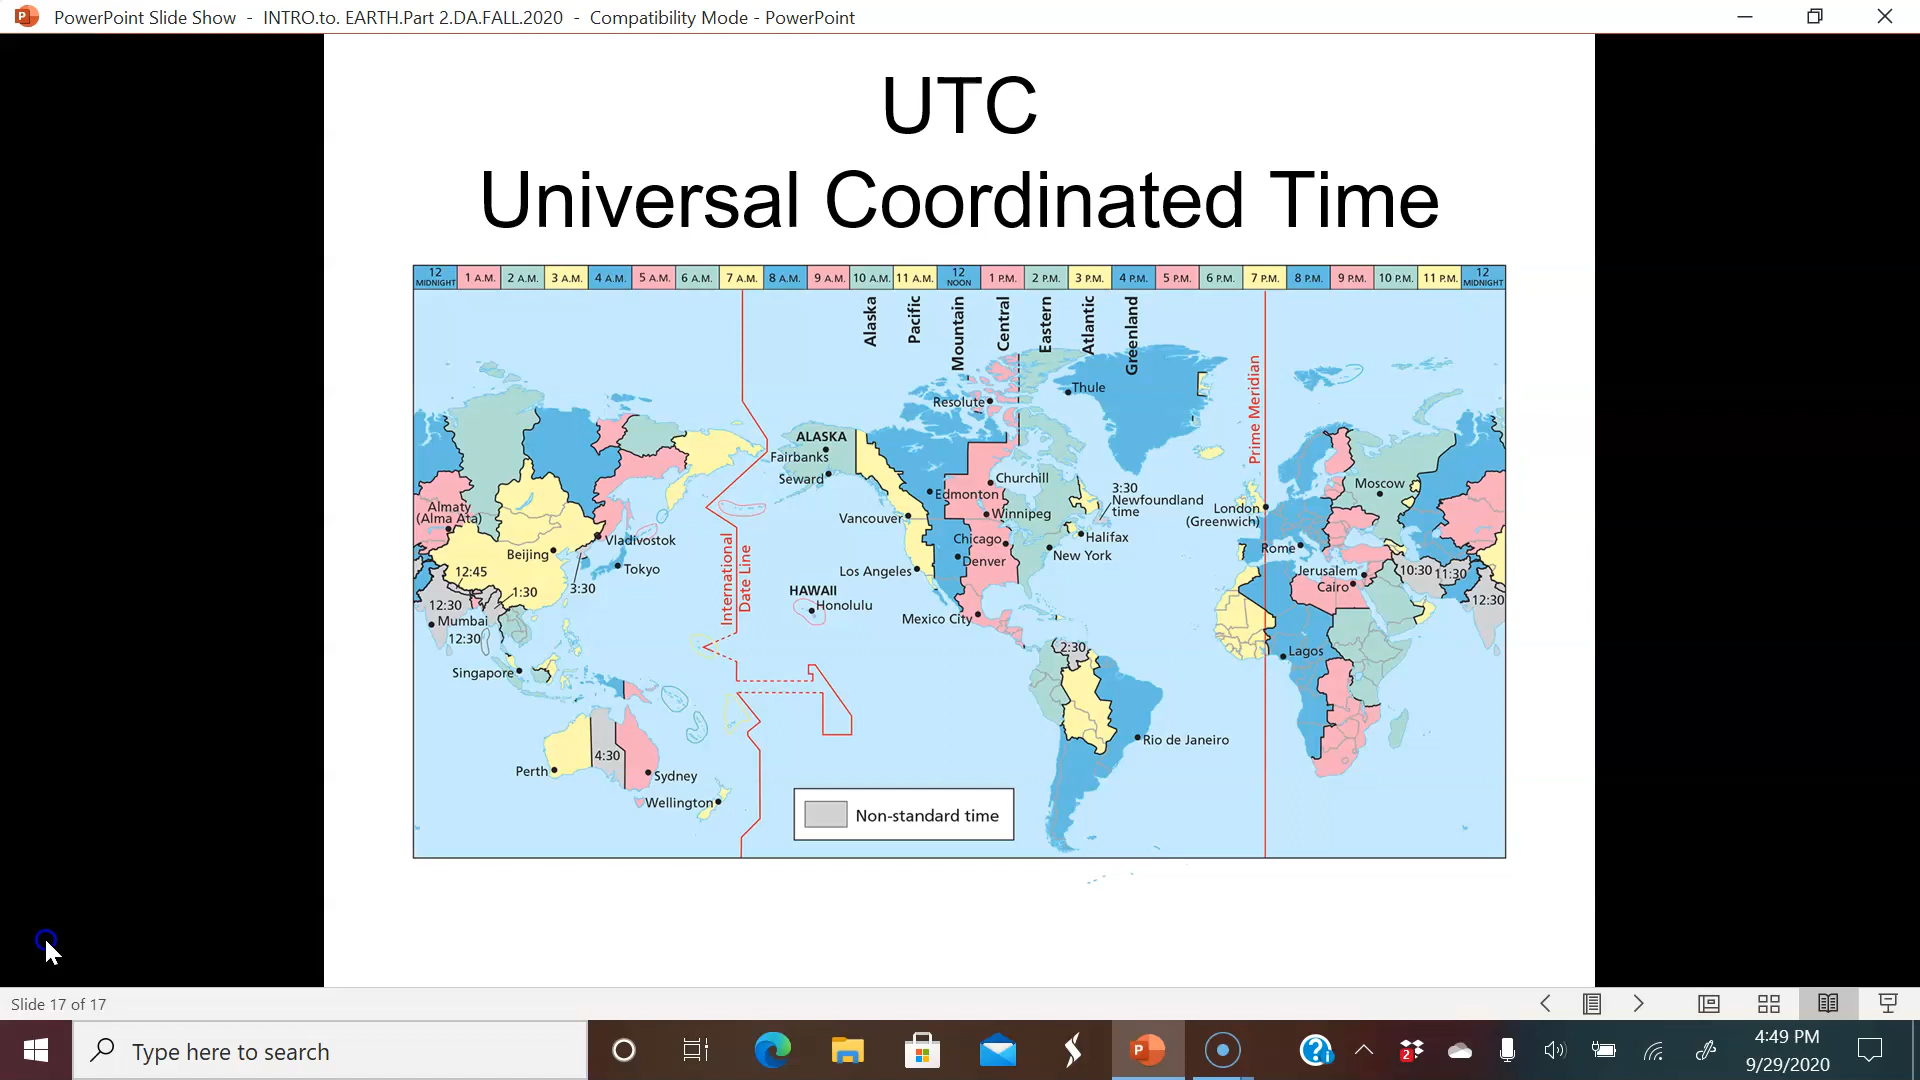 PowerPoint Slide Show - INTRO.to. EARTH.Part 2.DA.FALL.2020 - Compatibility Mode - PowerPoint
UTC
Universal Coordinated Time
12 MIDNIGHT 1 A.M. 2 A.M. 3 A.M. 4 A.M. 5 A.M. 6 A.M. 7 A.M. 8 A.M. 9 A.M. 10 A.M. 11 A.M. 12 NOON 1 P.M. 2 P.M. 3 P.M. 4 P.M. 5 P.M. 6 P.M. 7 P.M. 8 P.M. 9 P.M. 10 P.M. 11 P.M. 12 MIDNIGHT
Alaska
Pacific
Mountain
Central
Eastern
Atlantic
Greenland
Prime Meridian
International
Date Line
Thule
Resolute
ALASKA
Fairbanks
Seward
Churchill
Edmonton
Winnipeg
Vancouver
3:30
Newfoundland
time
Halifax
Chicago
New York
Denver
Los Angeles
HAWAII
Honolulu
Mexico City
London
(Greenwich)
Moscow
Rome
Jerusalem
Cairo
10:30
11:30
12:30
Lagos
Almaty
(Alma Ata)
Vladivostok
Beijing
Tokyo
12:45
1:30
3:30
12:30
Mumbai
12:30
Singapore
2:30
Rio de Janeiro
4:30
Perth
Sydney
Wellington
Non-standard time
Slide 17 of 17
Type here to search
2
4:49 PM
9/29/2020